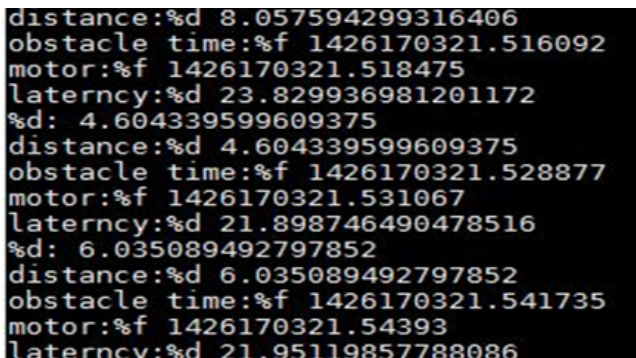 distance:%d 8.057594299316406
obstacle time:%f 1426170321.516092
motor:%f 1426170321.518475
laterncy:%d 23.829936981201172
%d: 4.604339599609375
distance:%d 4.604339599609375
obstacle time:%f 1426170321.528877
motor:%f 1426170321.531067
laterncy:%d 21.898746490478516
%d: 6.035089492797852
distance:%d 6.035089492797852
obstacle time:%f 1426170321.541735
motor:%f 1426170321.54393
laterncy:%d 21.95119857788086